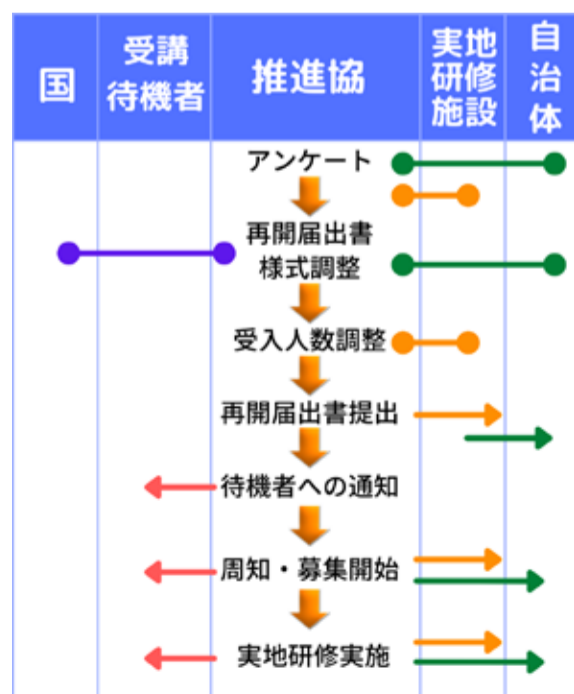 国
受講
待機者
推進協
実地
研修
施設
自
治
体
アンケート
再開届出書
様式調整
受入人数調整
再開届出書提出
待機者への通知
周知・募集開始
実地研修実施